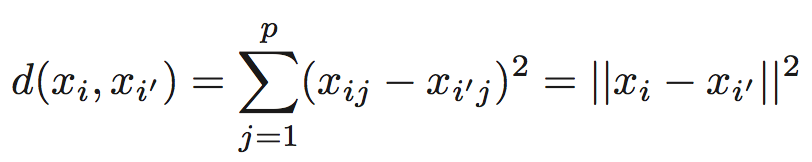 d(x_i, x_{i'}) = \sum_{j=1}^{p} (x_{ij} - x_{i'j})^2 = ||x_i - x_{i'}||^2